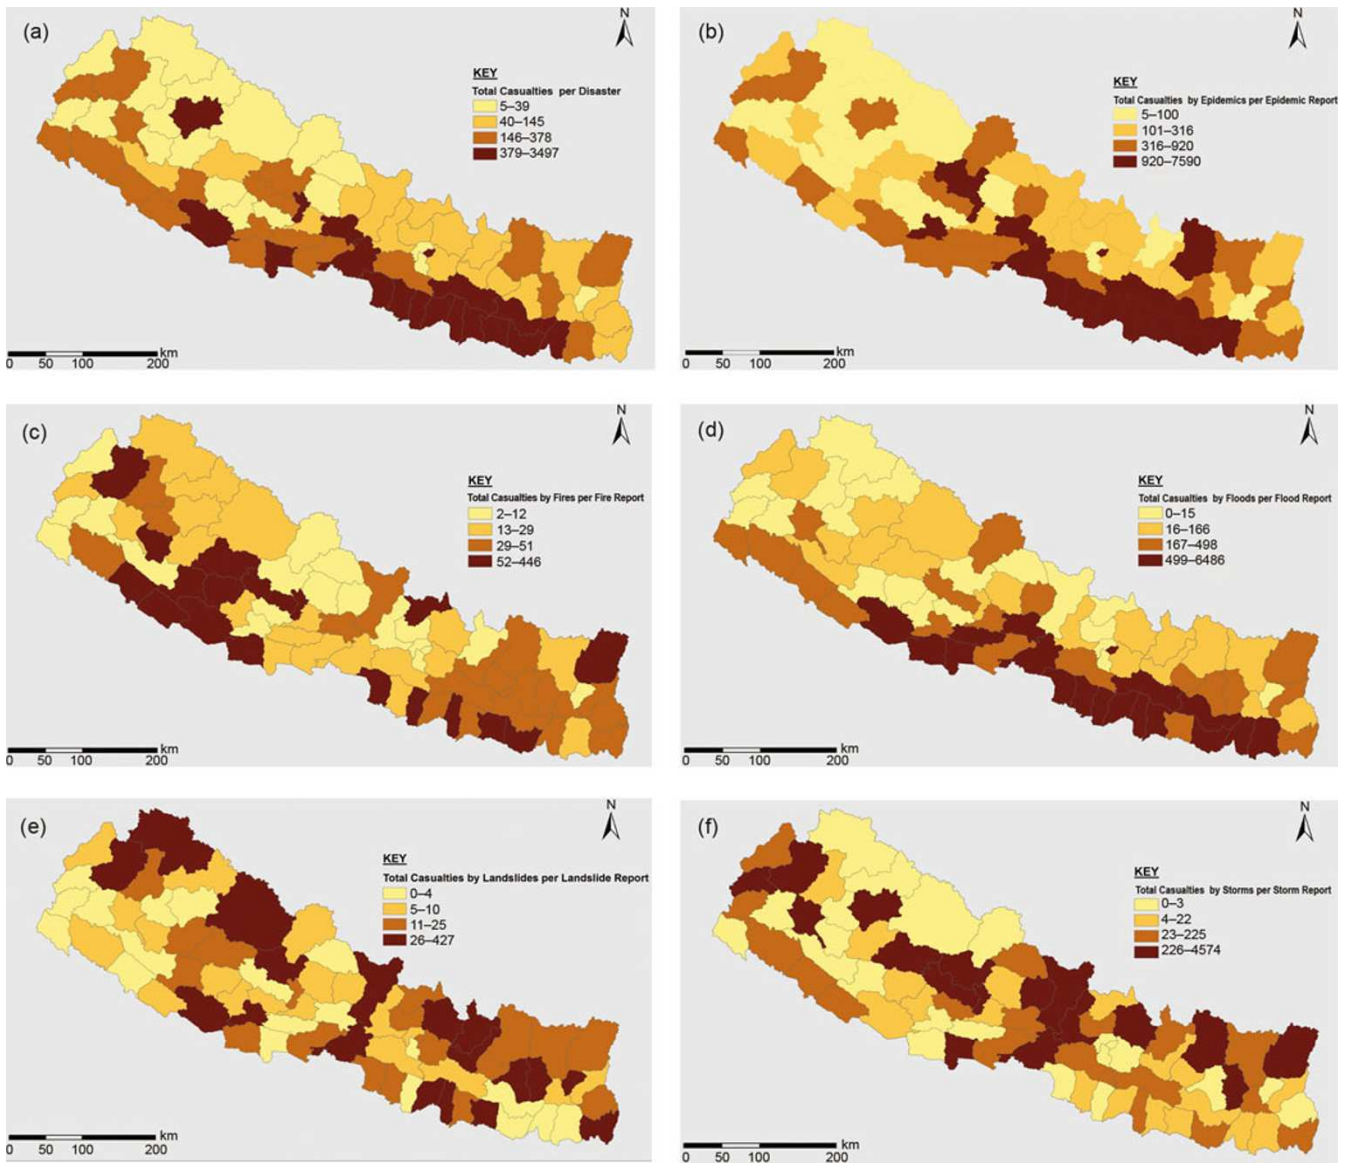 (a)
N
KEY
Total Casualties per Disaster
5–39
40–145
146–378
379–3497
km
0 50 100 200
(b)
N
KEY
Total Casualties by Epidemics per Epidemic Report
5–100
101–316
316–920
920–7590
km
0 50 100 200
(c)
N
KEY
Total Casualties by Fires per Fire Report
2–12
13–29
29–51
52–446
km
0 50 100 200
(d)
N
KEY
Total Casualties by Floods per Flood Report
0–15
16–166
167–498
499–6486
km
0 50 100 200
(e)
N
KEY
Total Casualties by Landslides per Landslide Report
0–4
5–10
11–25
26–427
km
0 50 100 200
(f)
N
KEY
Total Casualties by Storms per Storm Report
0–3
4–22
23–225
226–4574
km
0 50 100 200